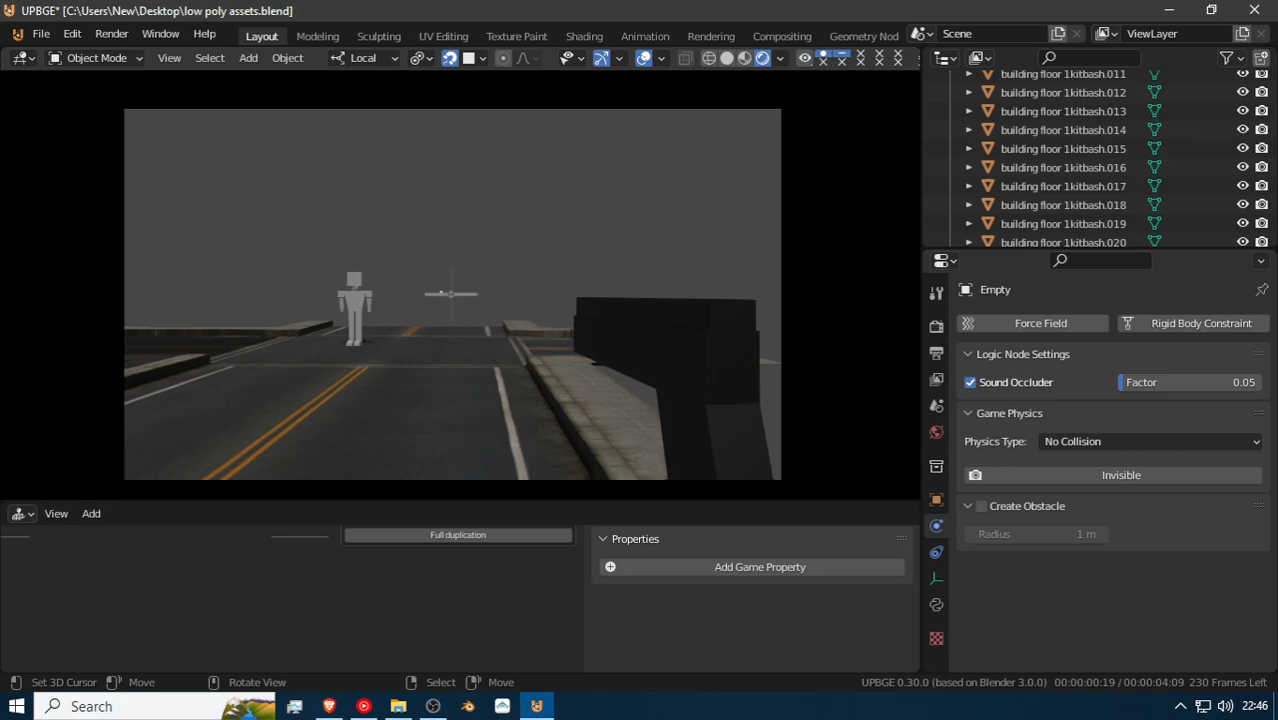 UPBGE* [C:\Users\New\Desktop\low poly assets.blend]
File Edit Render Window Help Layout Modeling Sculpting UV Editing Texture Paint Shading Animation Rendering Compositing Geometry Nod Scene ViewLayer
Object Mode View Select Add Object Local
building floor 1kitbash.011
building floor 1kitbash.012
building floor 1kitbash.013
building floor 1kitbash.014
building floor 1kitbash.015
building floor 1kitbash.016
building floor 1kitbash.017
building floor 1kitbash.018
building floor 1kitbash.019
building floor 1kitbash.020
Empty
Force Field Rigid Body Constraint
Logic Node Settings
Sound Occluder Factor 0.05
Game Physics
Physics Type: No Collision
Invisible
Create Obstacle
Radius 1 m
View Add
Full duplication
Properties
Add Game Property
Set 3D Cursor Move Rotate View Select Move UPBGE 0.30.0 (based on Blender 3.0.0) 00:00:00:19 / 00:00:04:09 230 Frames Left
Search 22:46